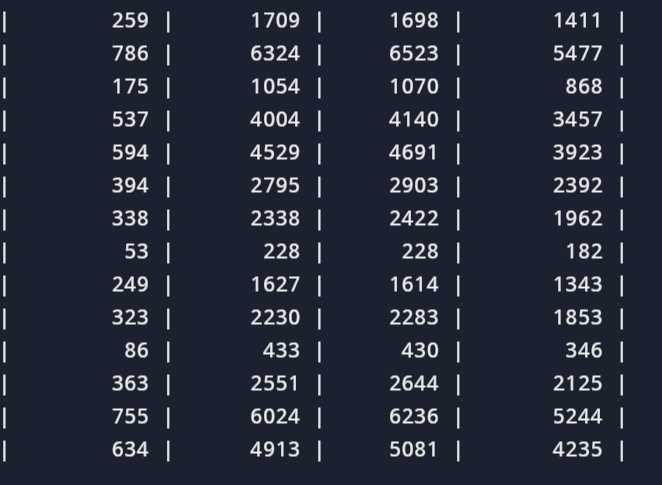 | 259 | 1709 | 1698 | 1411 |
| 786 | 6324 | 6523 | 5477 |
| 175 | 1054 | 1070 | 868 |
| 537 | 4004 | 4140 | 3457 |
| 594 | 4529 | 4691 | 3923 |
| 394 | 2795 | 2903 | 2392 |
| 338 | 2338 | 2422 | 1962 |
| 53 | 228 | 228 | 182 |
| 249 | 1627 | 1614 | 1343 |
| 323 | 2230 | 2283 | 1853 |
| 86 | 433 | 430 | 346 |
| 363 | 2551 | 2644 | 2125 |
| 755 | 6024 | 6236 | 5244 |
| 634 | 4913 | 5081 | 4235 |